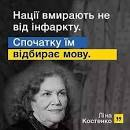 Нації вмирають не
від інфаркту.
Спочатку їм
відбирає мову.
Ліна
Костенко